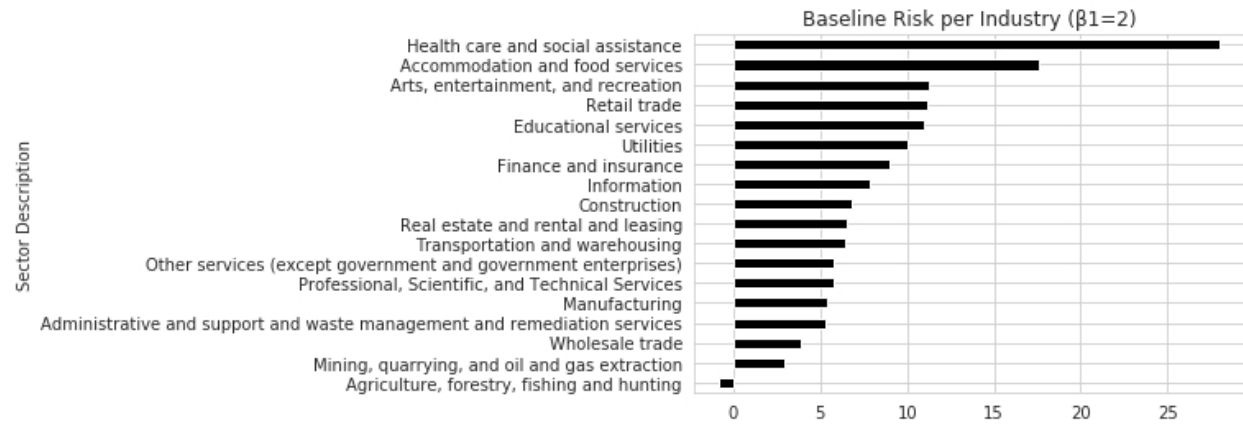 Baseline Risk per Industry (β1=2)
Health care and social assistance
Accommodation and food services
Arts, entertainment, and recreation
Retail trade
Educational services
Utilities
Finance and insurance
Information
Construction
Real estate and rental and leasing
Transportation and warehousing
Other services (except government and government enterprises)
Professional, Scientific, and Technical Services
Manufacturing
Administrative and support and waste management and remediation services
Wholesale trade
Mining, quarrying, and oil and gas extraction
Agriculture, forestry, fishing and hunting
Sector Description
0 5 10 15 20 25